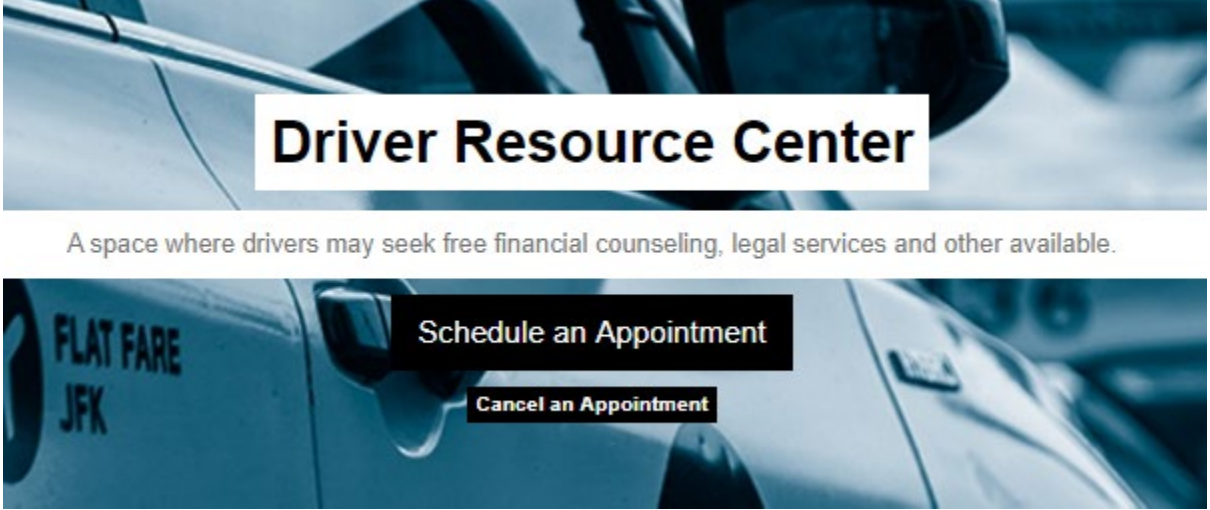 Driver Resource Center
A space where drivers may seek free financial counseling, legal services and other available.
Schedule an Appointment
Cancel an Appointment
FLAT FARE
JFK